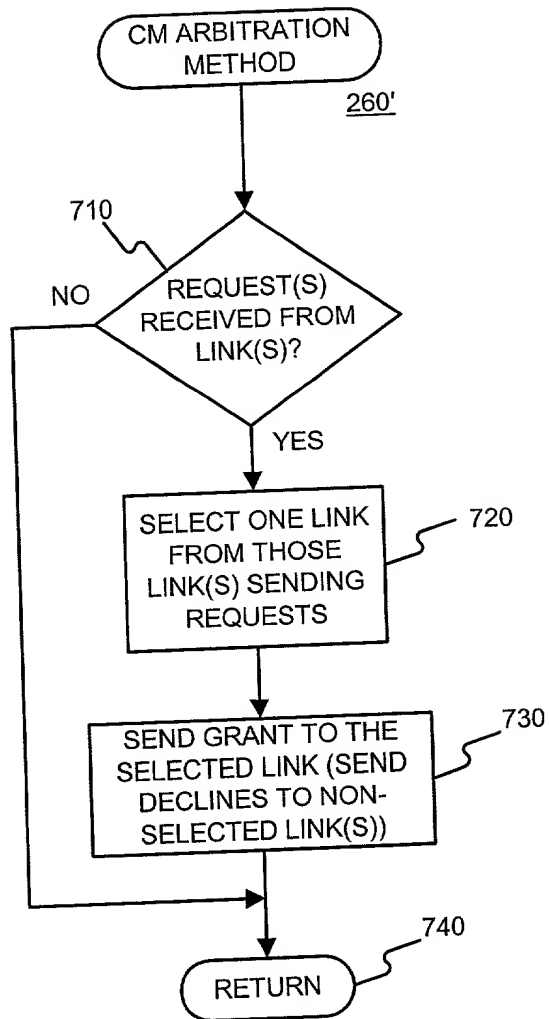 CM ARBITRATION
METHOD
260'
710
NO
REQUEST(S)
RECEIVED FROM
LINK(S)?
YES
SELECT ONE LINK
FROM THOSE
LINK(S) SENDING
REQUESTS
720
SEND GRANT TO THE
SELECTED LINK (SEND
DECLINES TO NON-
SELECTED LINK(S))
730
740
RETURN